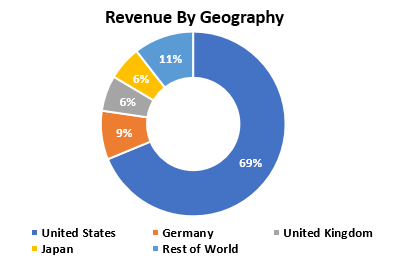 Revenue By Geography
11%
6%
6%
9%
69%
United States Germany United Kingdom
Japan Rest of World